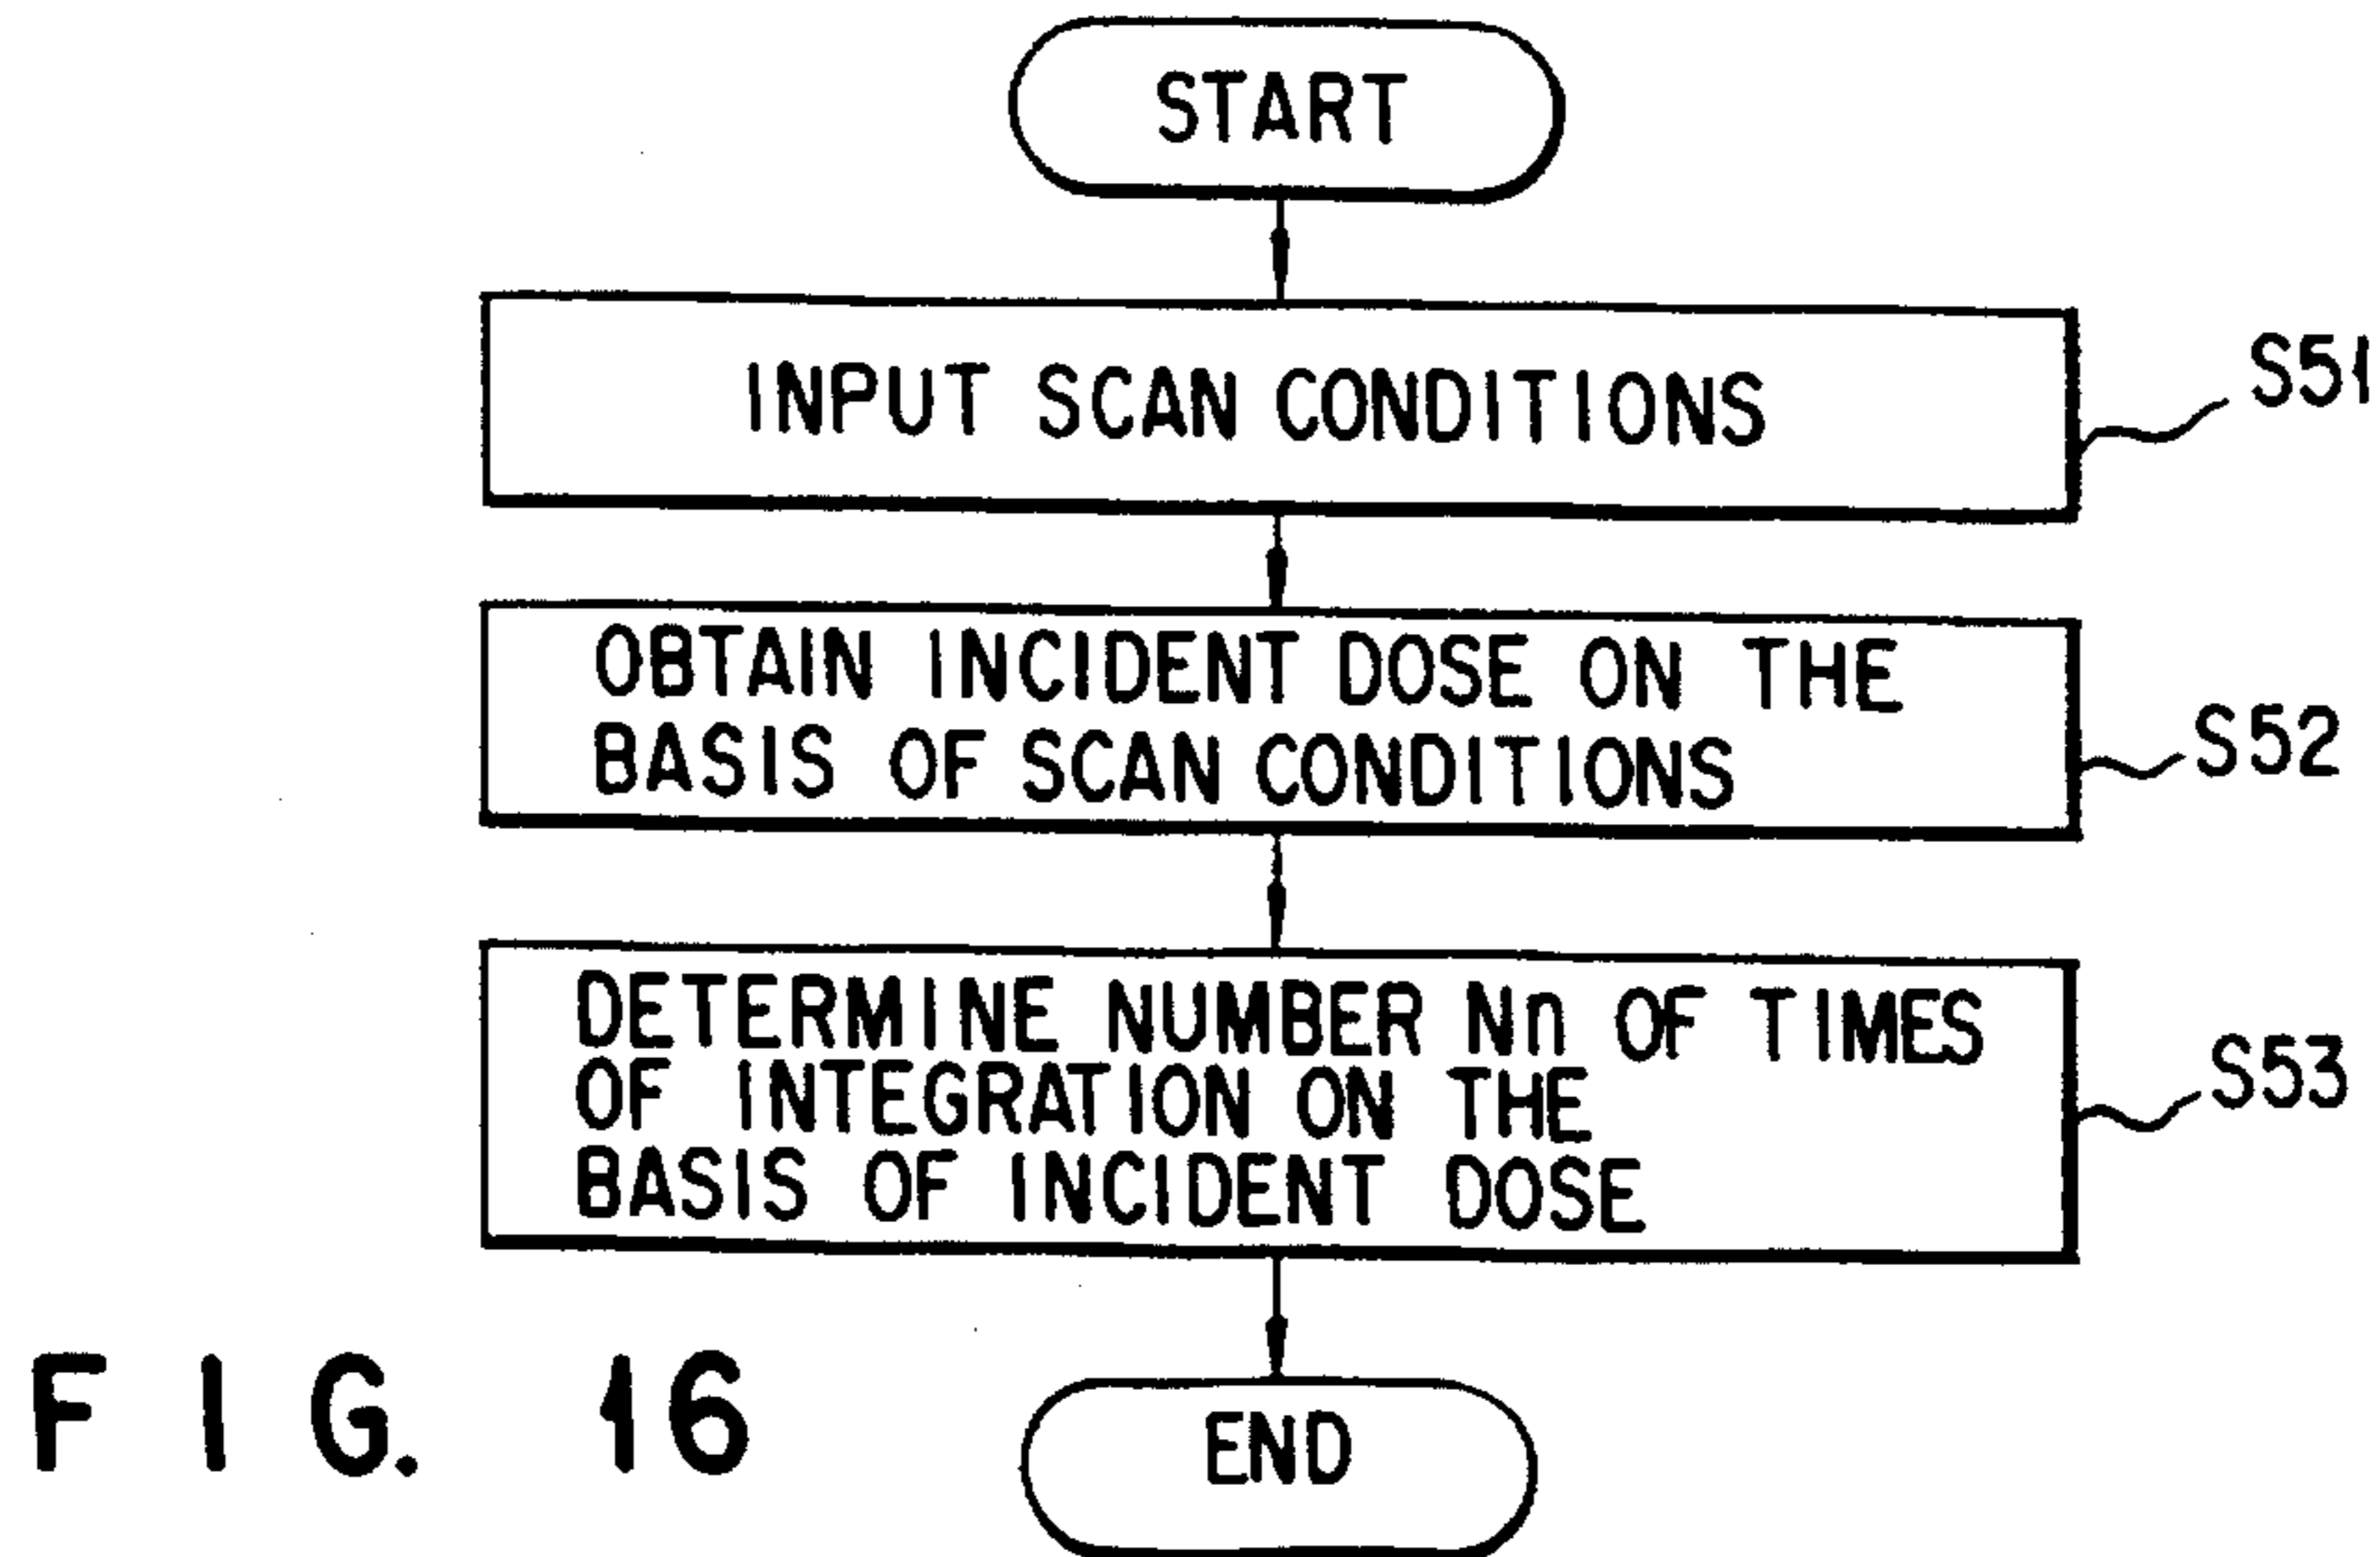 START
INPUT SCAN CONDITIONS
S51
OBTAIN INCIDENT DOSE ON THE
BASIS OF SCAN CONDITIONS
S52
DETERMINE NUMBER Nn OF TIMES
OF INTEGRATION ON THE
BASIS OF INCIDENT DOSE
S53
END
FIG. 16